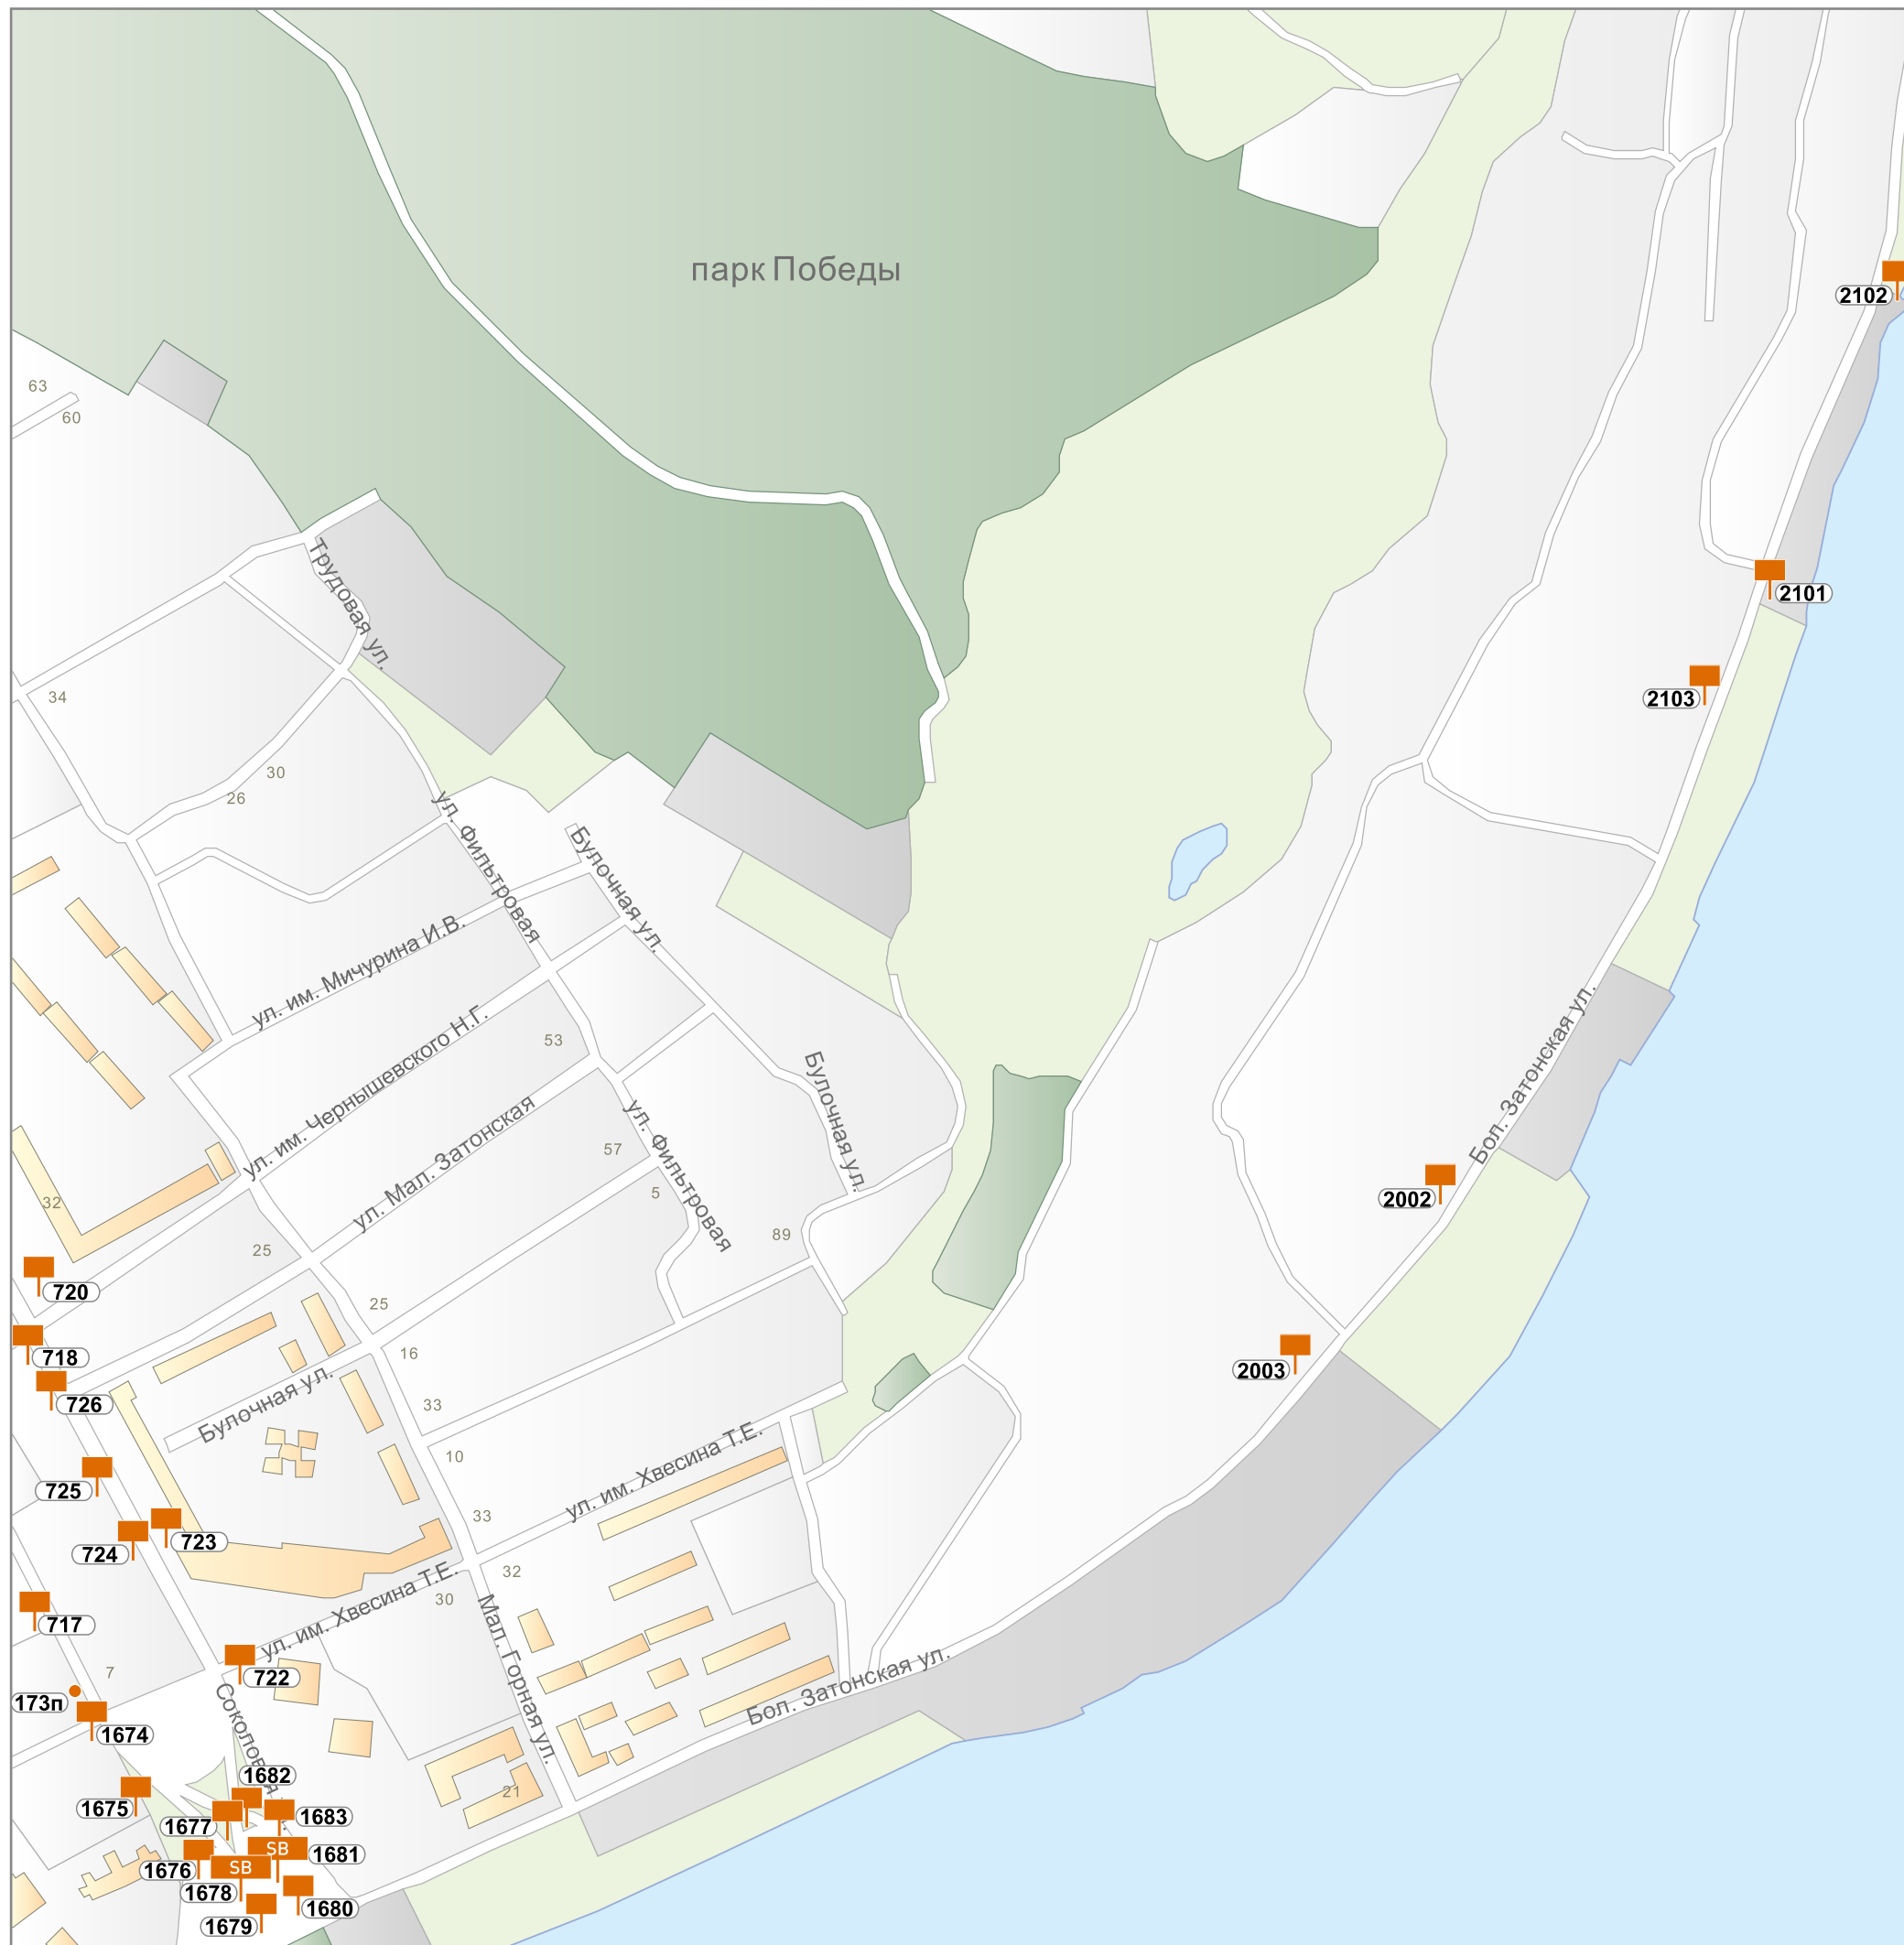 парк Победы
2102
63
60
2101
Трудовая ул.
34
2103
30
26
ул. Фильтровая
Булочная ул.
ул. им. Мичурина И.В.
ул. им. Чернышевского Н.Г.
53
Бол. Затонская ул.
Булочная ул.
ул. Мал. Затонская
ул. Фильтровая
57
5
32
2002
89
25
720
25
718
16
2003
726
33
Булочная ул.
10
ул. им. Хвесина Т.Е.
725
33
723
724
32
ул. им. Хвесина Т.Е.
30
717
Мал. Горная ул.
7
722
Бол. Затонская ул.
173п
1674
1682
21
1675
1683
1677
SB
1681
SB
1676
1678
1680
1679